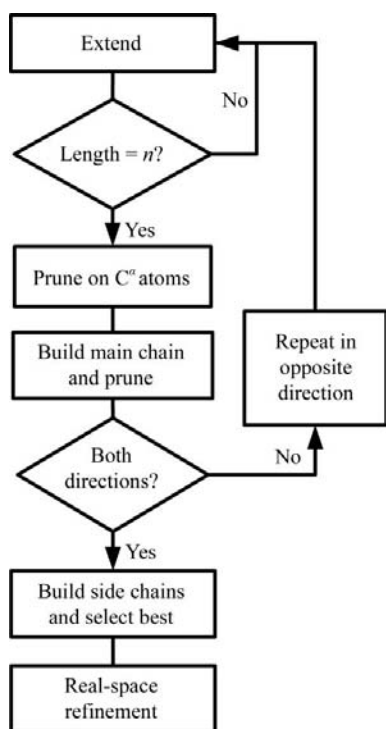 Extend
No
Length = n?
Yes
Prune on Cᵅ atoms
Build main chain
and prune
Repeat in
opposite
direction
Both
directions?
No
Yes
Build side chains
and select best
Real-space
refinement